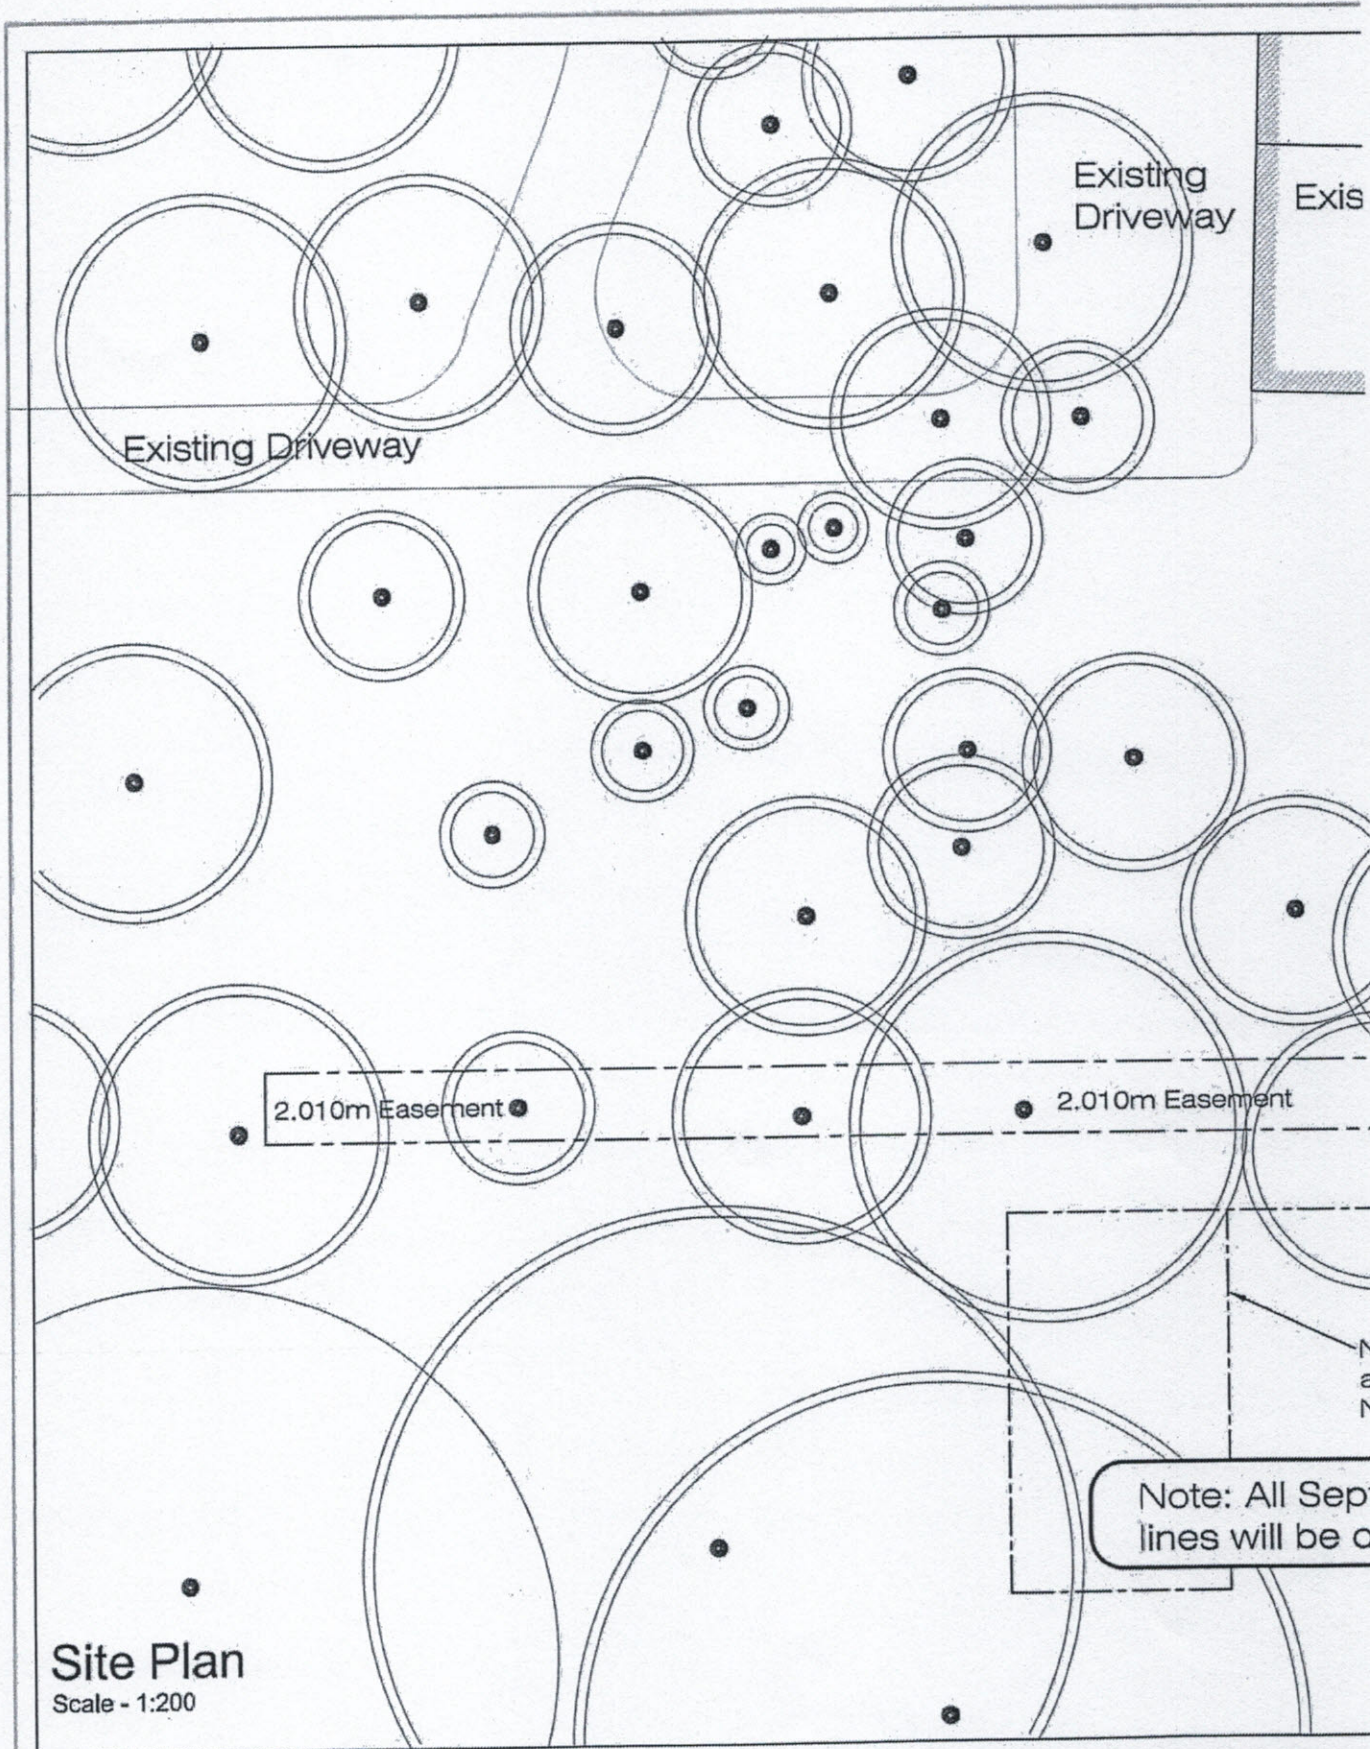 Existing
Driveway
Exis
Existing Driveway
2.010m Easement
2.010m Easement
N
a
N
Note: All Sep
lines will be
Site Plan
Scale - 1:200